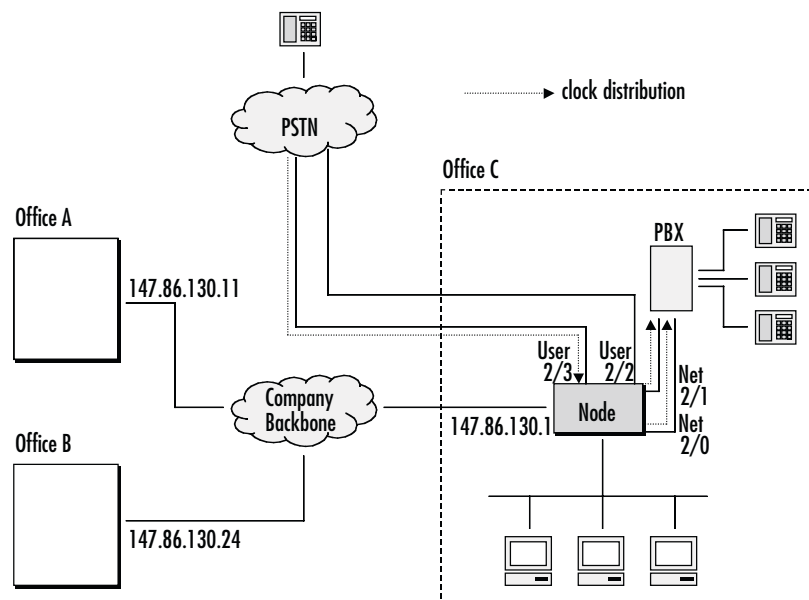 PSTN
clock distribution
Office C
Office A
PBX
147.86.130.11
User
2/3
User
2/2
Net
2/1
Company
Backbone
147.86.130.1
Node
Net
2/0
Office B
147.86.130.24